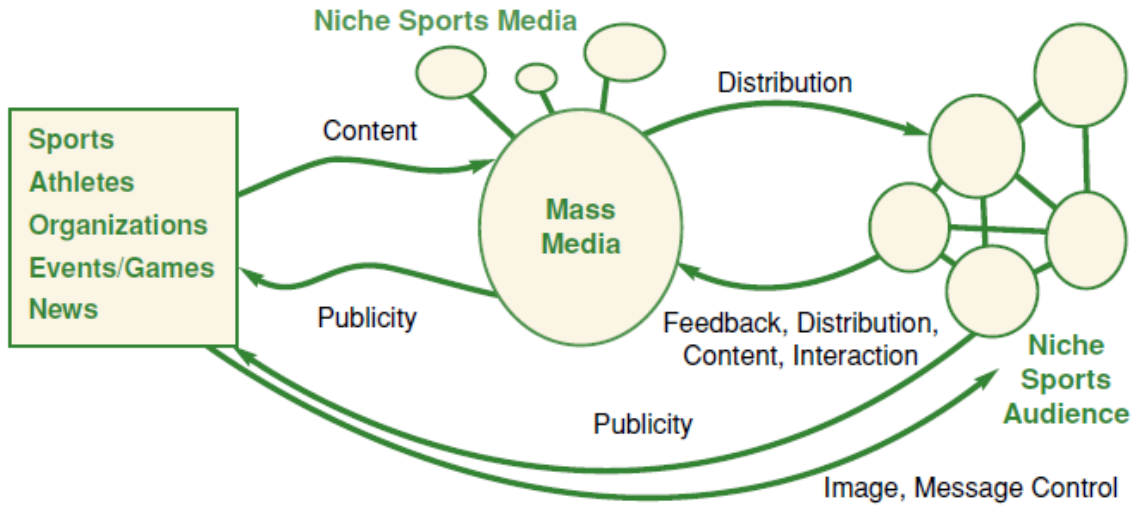 Niche Sports Media
Distribution
Content
Sports
Athletes
Organizations
Events/Games
News
Mass
Media
Publicity
Feedback, Distribution,
Content, Interaction
Niche
Sports
Audience
Publicity
Image, Message Control